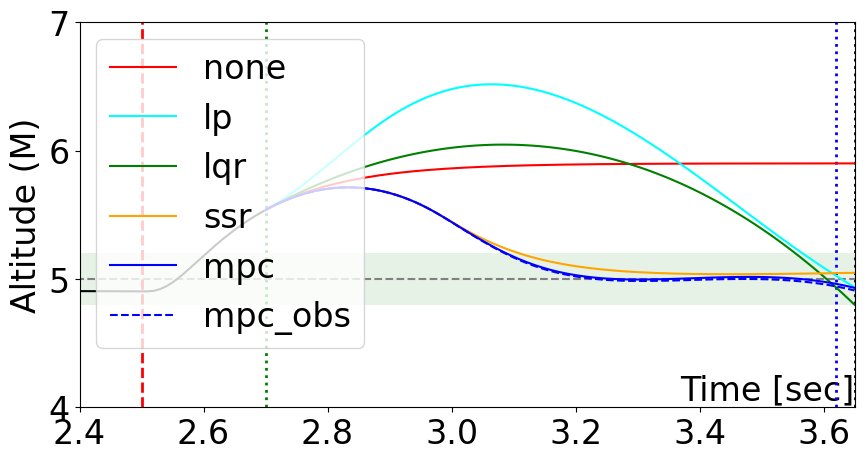 7
6
5
4
Altitude (M)
none
lp
lqr
ssr
mpc
mpc_obs
Time [sec]
2.4 2.6 2.8 3.0 3.2 3.4 3.6